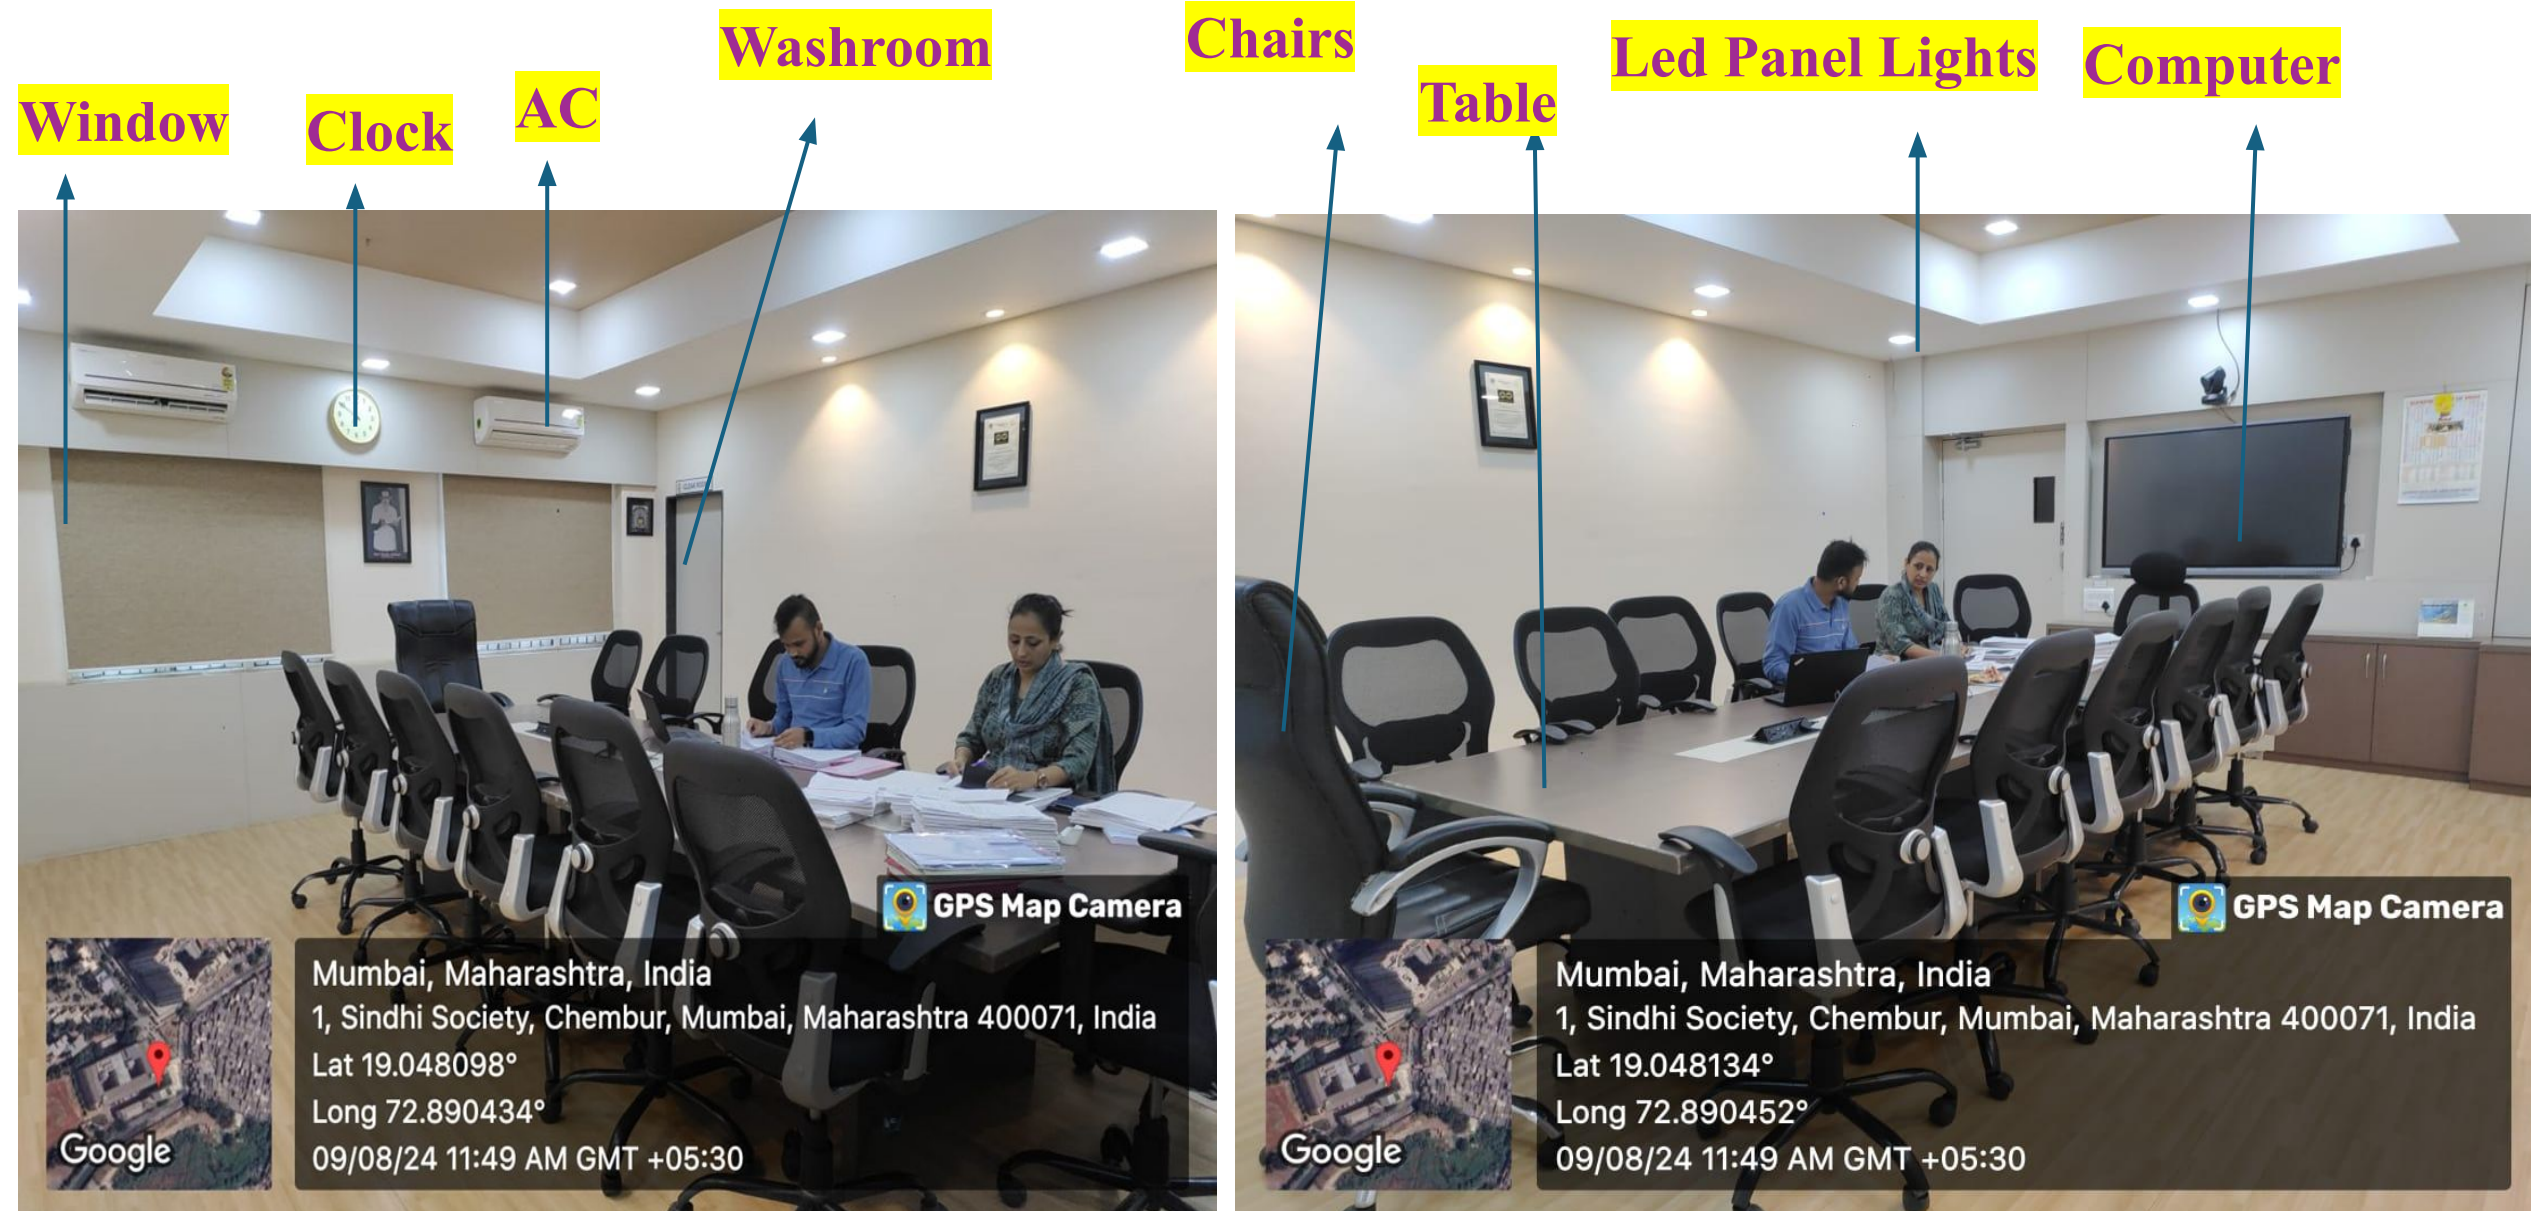 Window
Clock
AC
Washroom
Chairs
Table
Led Panel Lights
Computer
GPS Map Camera
Mumbai, Maharashtra, India
1, Sindhi Society, Chembur, Mumbai, Maharashtra 400071, India
Lat 19.048098°
Long 72.890434°
09/08/24 11:49 AM GMT +05:30
Google
GPS Map Camera
Mumbai, Maharashtra, India
1, Sindhi Society, Chembur, Mumbai, Maharashtra 400071, India
Lat 19.048134°
Long 72.890452°
09/08/24 11:49 AM GMT +05:30
Google